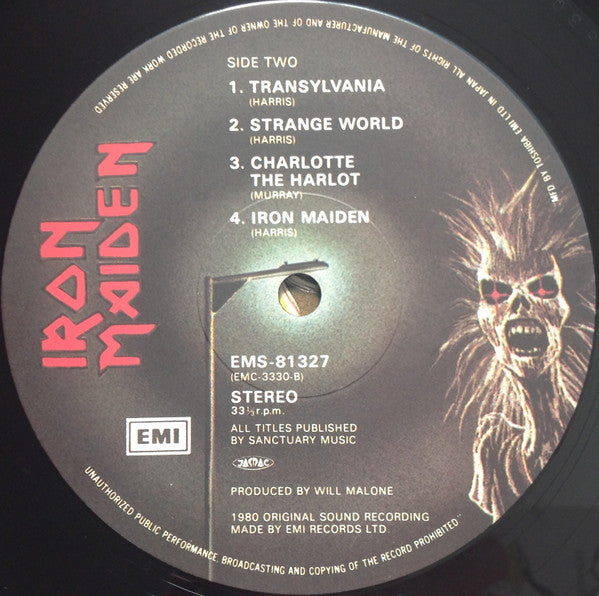 IRON
MAIDEN
SIDE TWO
1. TRANSYLVANIA
(HARRIS)
2. STRANGE WORLD
(HARRIS)
3. CHARLOTTE
THE HARLOT
(MURRAY)
4. IRON MAIDEN
(HARRIS)
EMS-81327
(EMC-3330-B)
STEREO
33⅓ r.p.m.
ALL TITLES PUBLISHED
BY SANCTUARY MUSIC
JASRAC
EMI
PRODUCED BY WILL MALONE
1980 ORIGINAL SOUND RECORDING
MADE BY EMI RECORDS LTD.
"MFD BY TOSHIBA EMI LTD IN JAPAN ALL RIGHTS OF THE MANUFACTURER AND OF THE OWNER OF THE RECORDED WORK ARE RESERVED
UNAUTHORIZED PUBLIC PERFORMANCE, BROADCASTING AND COPYING OF THE RECORD PROHIBITED"